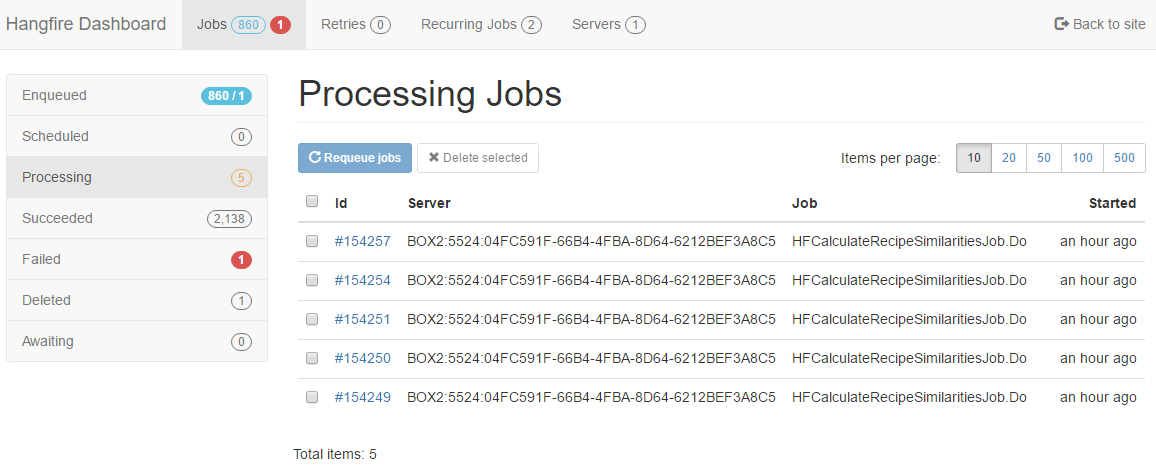 Hangfire Dashboard Jobs 860 1 Retries 0 Recurring Jobs 2 Servers 1 Back to site
Enqueued 860 / 1
Scheduled 0
Processing 5
Succeeded 2,138
Failed 1
Deleted 1
Awaiting 0
Processing Jobs
Requeue jobs Delete selected Items per page: 10 20 50 100 500
Id Server Job Started
#154257 BOX2:5524:04FC591F-66B4-4FBA-8D64-6212BEF3A8C5 HFCalculateRecipeSimilaritiesJob.Do an hour ago
#154254 BOX2:5524:04FC591F-66B4-4FBA-8D64-6212BEF3A8C5 HFCalculateRecipeSimilaritiesJob.Do an hour ago
#154251 BOX2:5524:04FC591F-66B4-4FBA-8D64-6212BEF3A8C5 HFCalculateRecipeSimilaritiesJob.Do an hour ago
#154250 BOX2:5524:04FC591F-66B4-4FBA-8D64-6212BEF3A8C5 HFCalculateRecipeSimilaritiesJob.Do an hour ago
#154249 BOX2:5524:04FC591F-66B4-4FBA-8D64-6212BEF3A8C5 HFCalculateRecipeSimilaritiesJob.Do an hour ago
Total items: 5